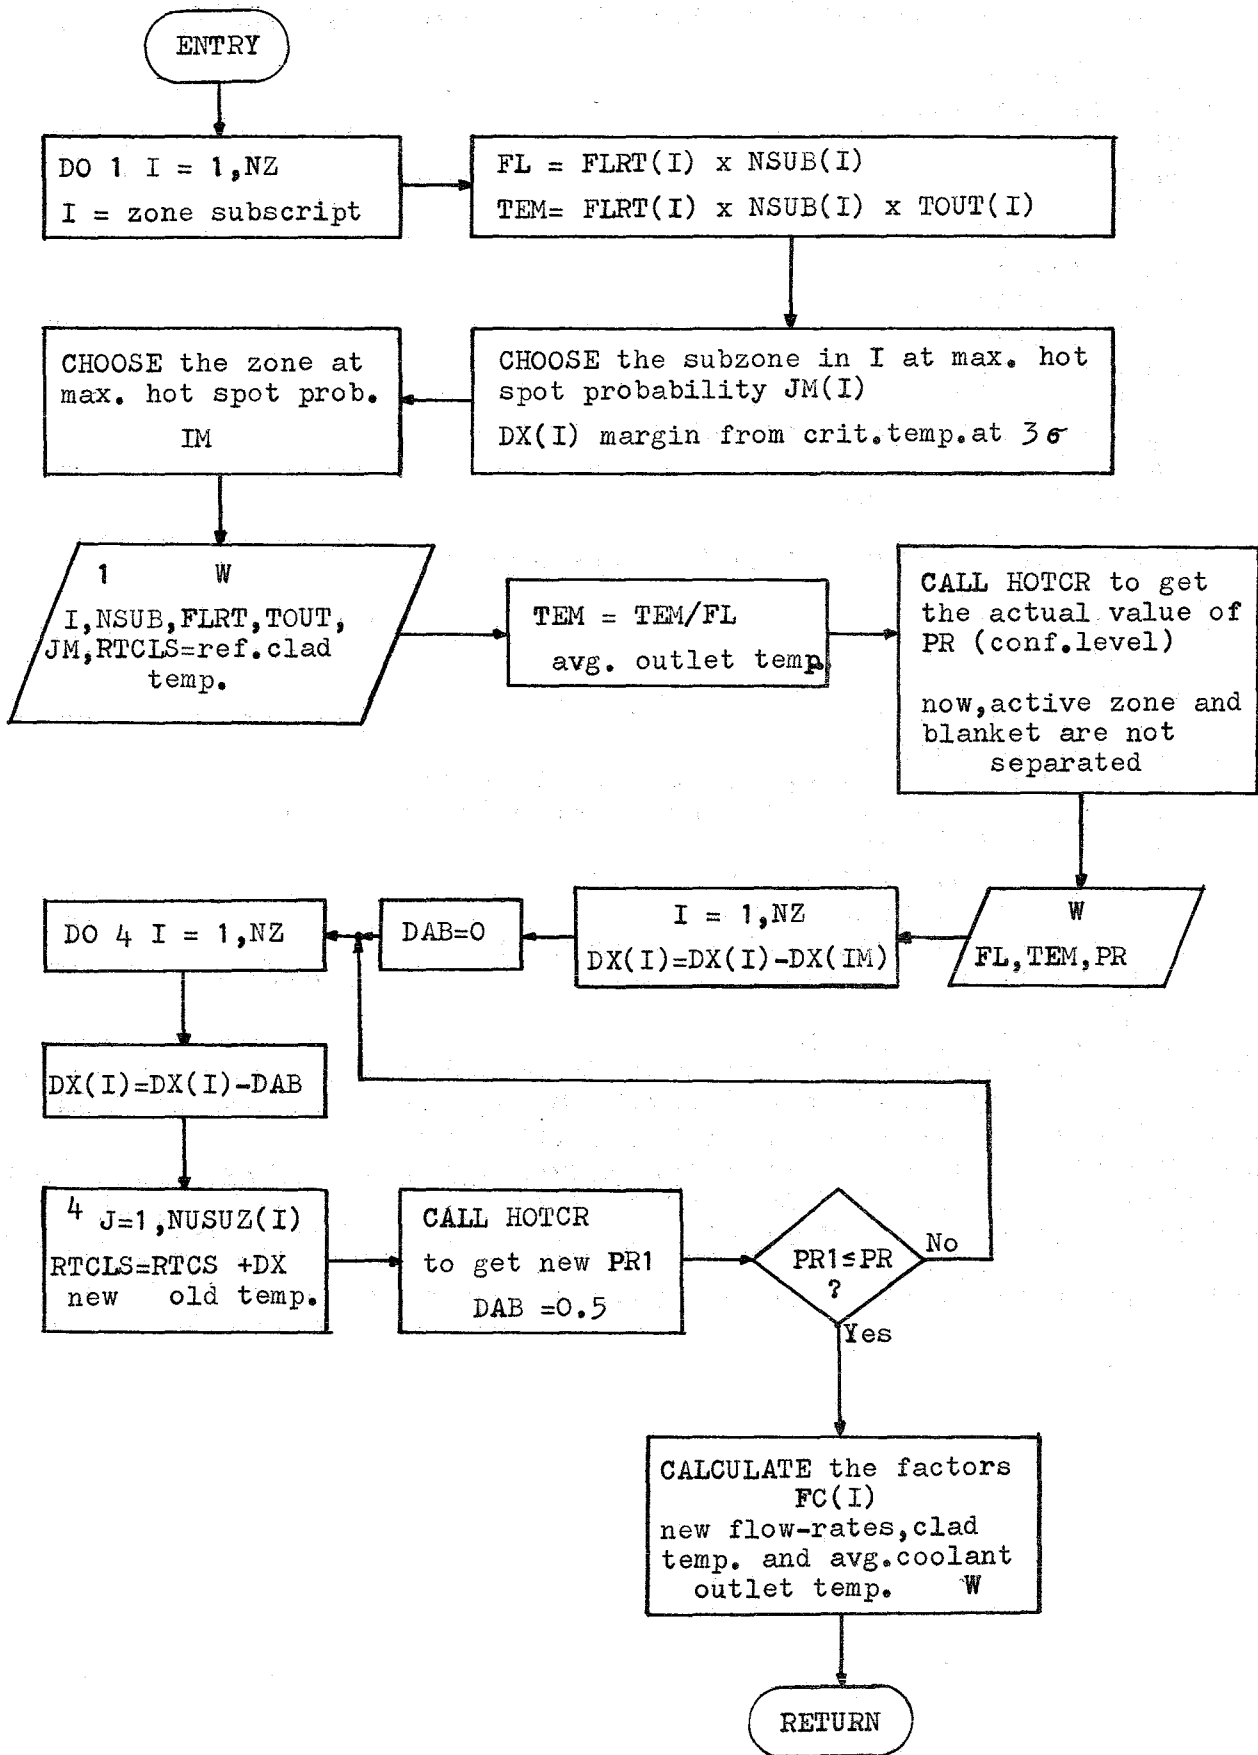 ENTRY
DO 1 I = 1,NZ
I = zone subscript
FL = FLRT(I) x NSUB(I)
TEM= FLRT(I) x NSUB(I) x TOUT(I)
CHOOSE the subzone in I at max. hot
spot probability JM(I)
DX(I) margin from crit.temp.at 3σ
CHOOSE the zone at
max. hot spot prob.
IM
1 W
I,NSUB,FLRT,TOUT,
JM,RTCLS=ref.clad
temp.
TEM = TEM/FL
avg. outlet temp.
CALL HOTCR to get
the actual value of
PR (conf.level)
now,active zone and
blanket are not
separated
W
FL,TEM,PR
I = 1,NZ
DX(I)=DX(I)-DX(IM)
DAB=0
DO 4 I = 1,NZ
DX(I)=DX(I)-DAB
4 J=1,NUSUZ(I)
RTCLS=RTCS +DX
new old temp.
CALL HOTCR
to get new PR1
DAB =0.5
PR1≤PR
?
No
Yes
CALCULATE the factors
FC(I)
new flow-rates,clad
temp. and avg.coolant
outlet temp. W
RETURN